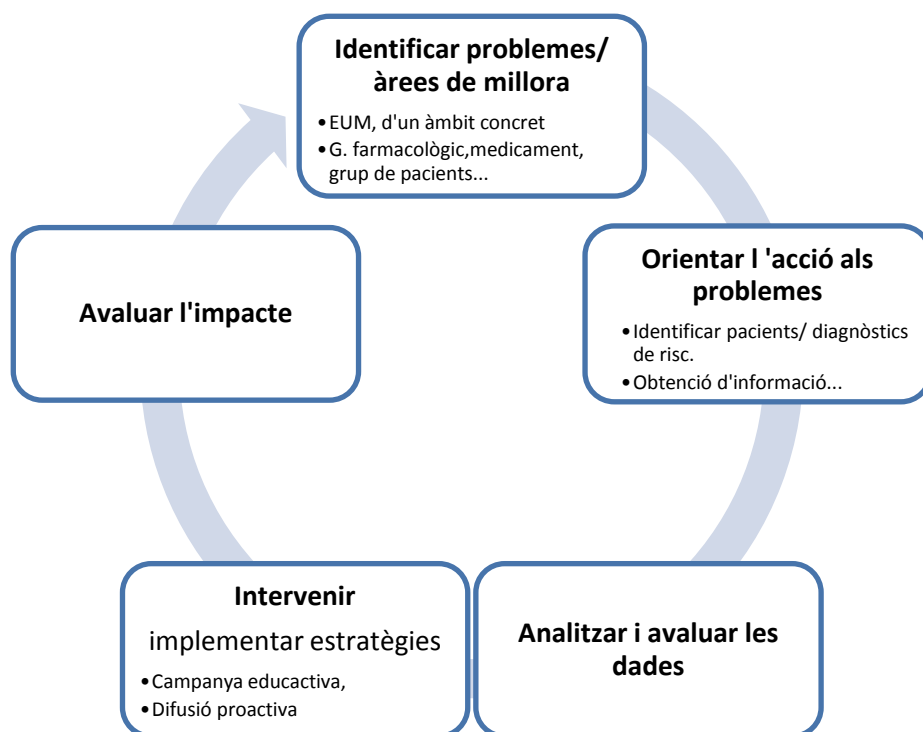 Identificar problemes/
àrees de millora
•EUM, d'un àmbit concret
•G. farmacològic,medicament,
grup de pacients...
Orientar l 'acció als
problemes
•Identificar pacients/ diagnòstics
de risc.
•Obtenció d'informació...
Analitzar i avaluar les
dades
Intervenir
implementar estratègies
•Campanya educactiva,
•Difusió proactiva
Avaluar l'impacte